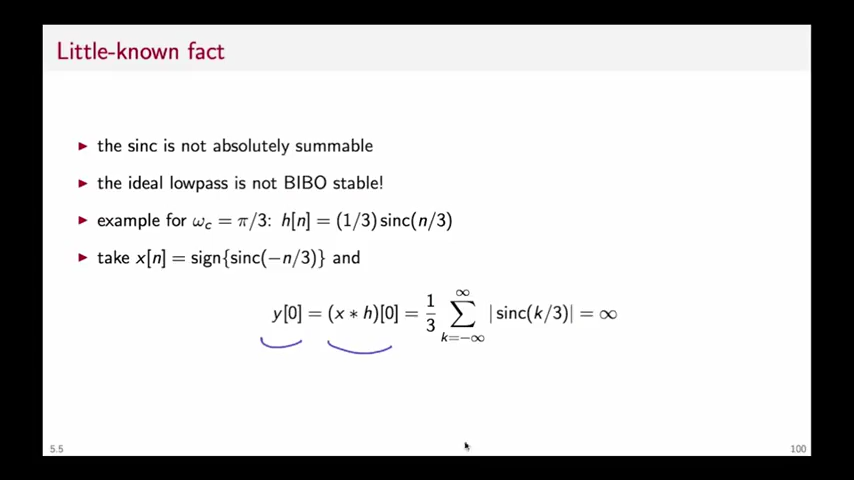 Little-known fact
▶ the sinc is not absolutely summable
▶ the ideal lowpass is not BIBO stable!
▶ example for ω_c = π/3: h[n] = (1/3) sinc(n/3)
▶ take x[n] = sign{sinc(−n/3)} and
y[0] = (x ∗ h)[0] = 1/3 ∑_{k=−∞}^{∞} | sinc(k/3)| = ∞
5.5 100